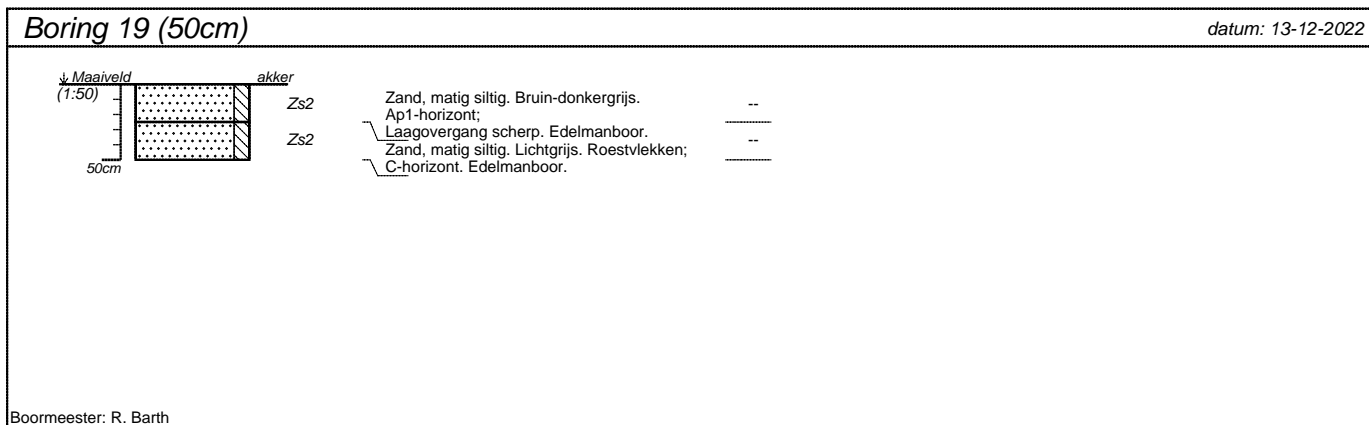 Boring 19 (50cm)
datum: 13-12-2022
Maaiveld
akker
(1:50)
Zs2
Zand, matig siltig. Bruin-donkergrijs.
--
Ap1-horizont;
Laagovergang scherp. Edelmanboor.
Zs2
Zand, matig siltig. Lichtgrijs. Roestvlekken;
--
50cm
C-horizont. Edelmanboor.
Boormeester: R. Barth